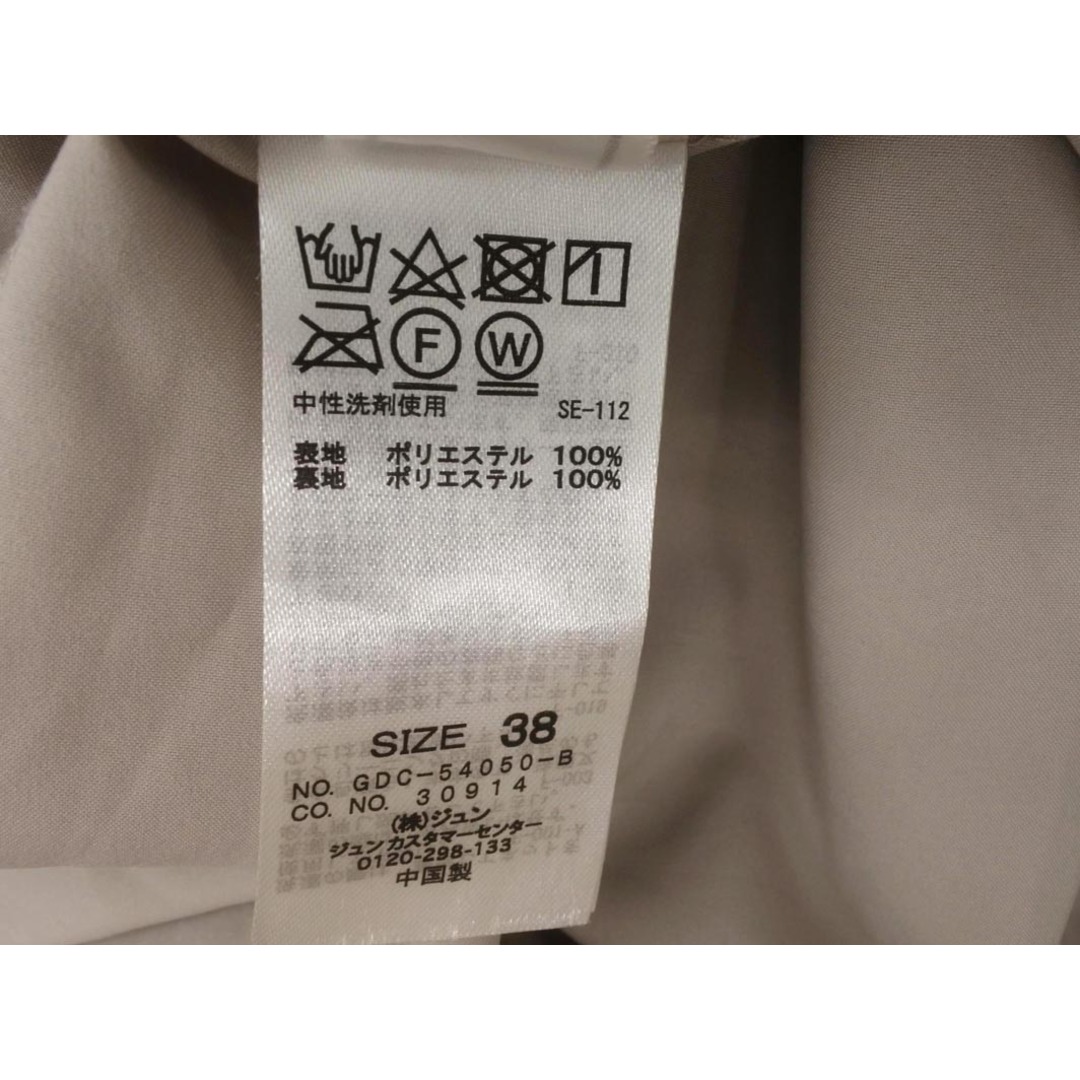 F W
中性洗剤使用 SE-112
表地 ポリエステル 100%
裏地 ポリエステル 100%
SIZE 38
NO. GDC-54050-B
CO. NO. 30914
(株)ジュン
ジュンカスタマーセンター
0120-298-133
中国製